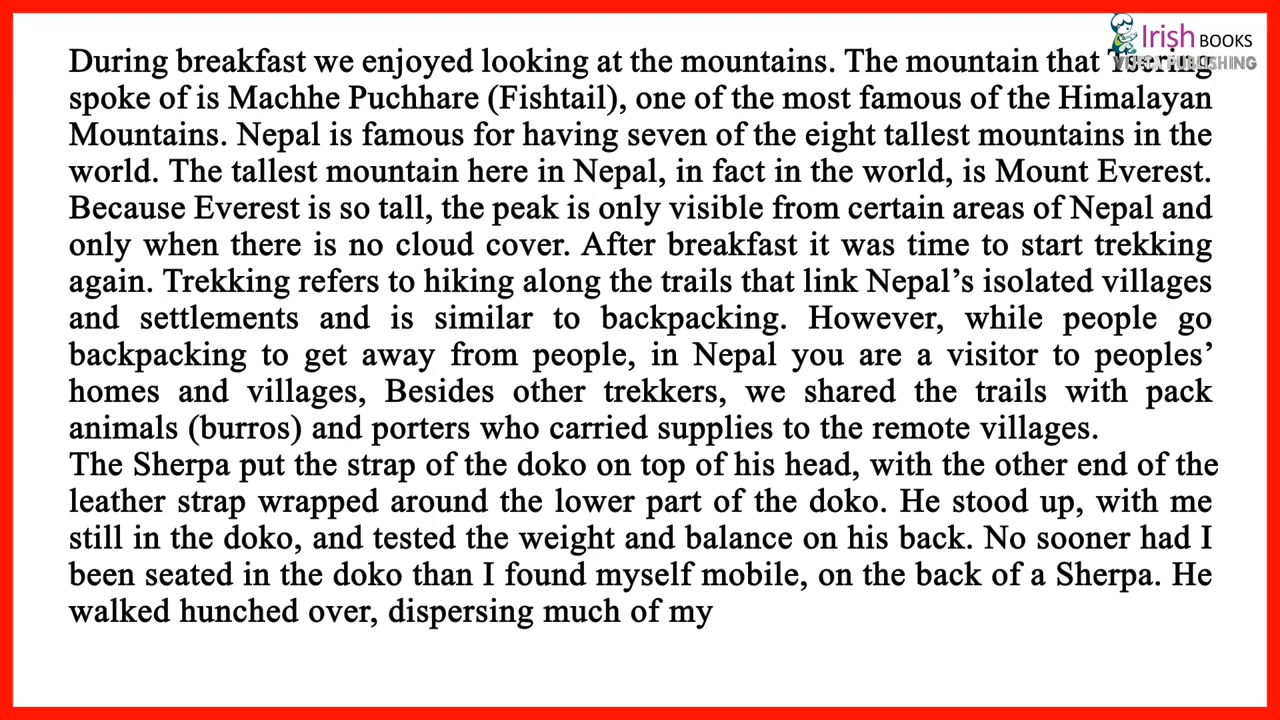 Irish BOOKS
During breakfast we enjoyed looking at the mountains. The mountain that
spoke of is Machhe Puchhare (Fishtail), one of the most famous of the Himalayan
Mountains. Nepal is famous for having seven of the eight tallest mountains in the
world. The tallest mountain here in Nepal, in fact in the world, is Mount Everest.
Because Everest is so tall, the peak is only visible from certain areas of Nepal and
only when there is no cloud cover. After breakfast it was time to start trekking
again. Trekking refers to hiking along the trails that link Nepal’s isolated villages
and settlements and is similar to backpacking. However, while people go
backpacking to get away from people, in Nepal you are a visitor to peoples’
homes and villages, Besides other trekkers, we shared the trails with pack
animals (burros) and porters who carried supplies to the remote villages.
The Sherpa put the strap of the doko on top of his head, with the other end of the
leather strap wrapped around the lower part of the doko. He stood up, with me
still in the doko, and tested the weight and balance on his back. No sooner had I
been seated in the doko than I found myself mobile, on the back of a Sherpa. He
walked hunched over, dispersing much of my